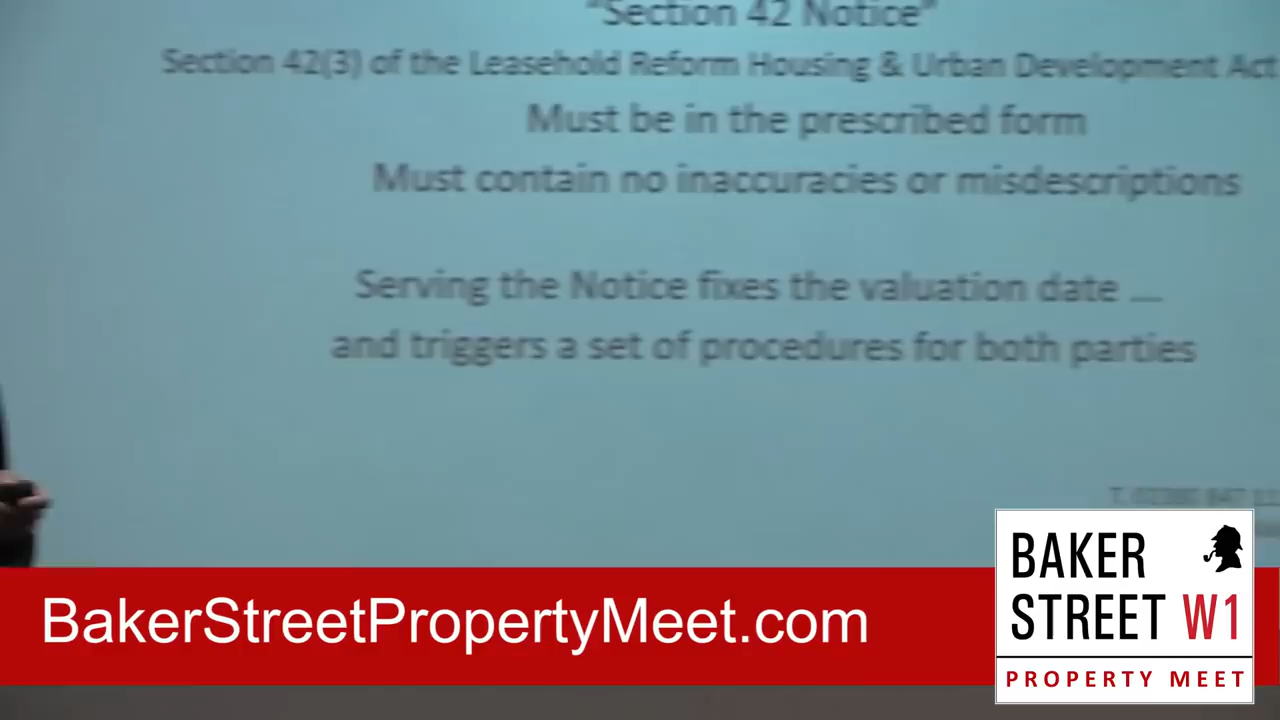 "Section 42 Notice"
Section 42(3) of the Leasehold Reform Housing & Urban Development Act
Must be in the prescribed form
Must contain no inaccuracies or misdescriptions
Serving the Notice fixes the valuation date ....
and triggers a set of procedures for both parties
BakerStreetPropertyMeet.com
BAKER
STREET W1
PROPERTY MEET